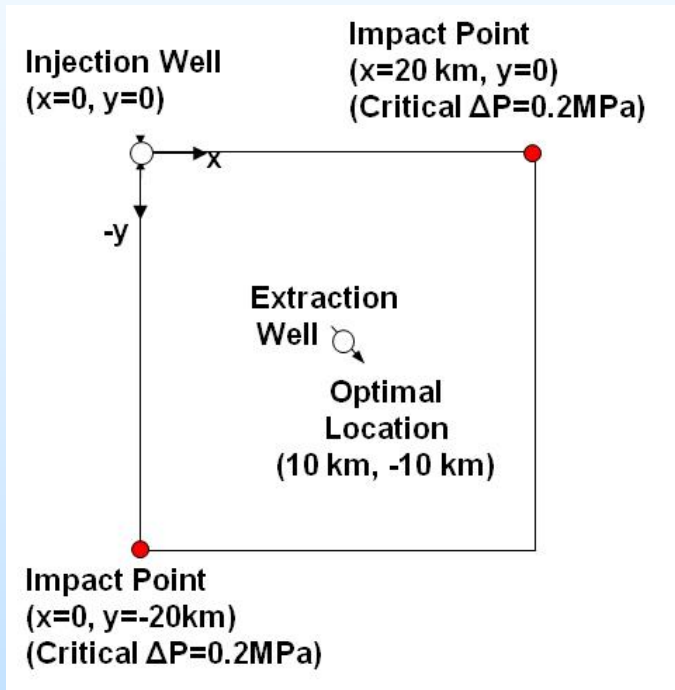 Injection Well
(x=0, y=0)
Impact Point
(x=20 km, y=0)
(Critical ΔP=0.2MPa)
x
-y
Extraction
Well
Optimal
Location
(10 km, -10 km)
Impact Point
(x=0, y=-20km)
(Critical ΔP=0.2MPa)